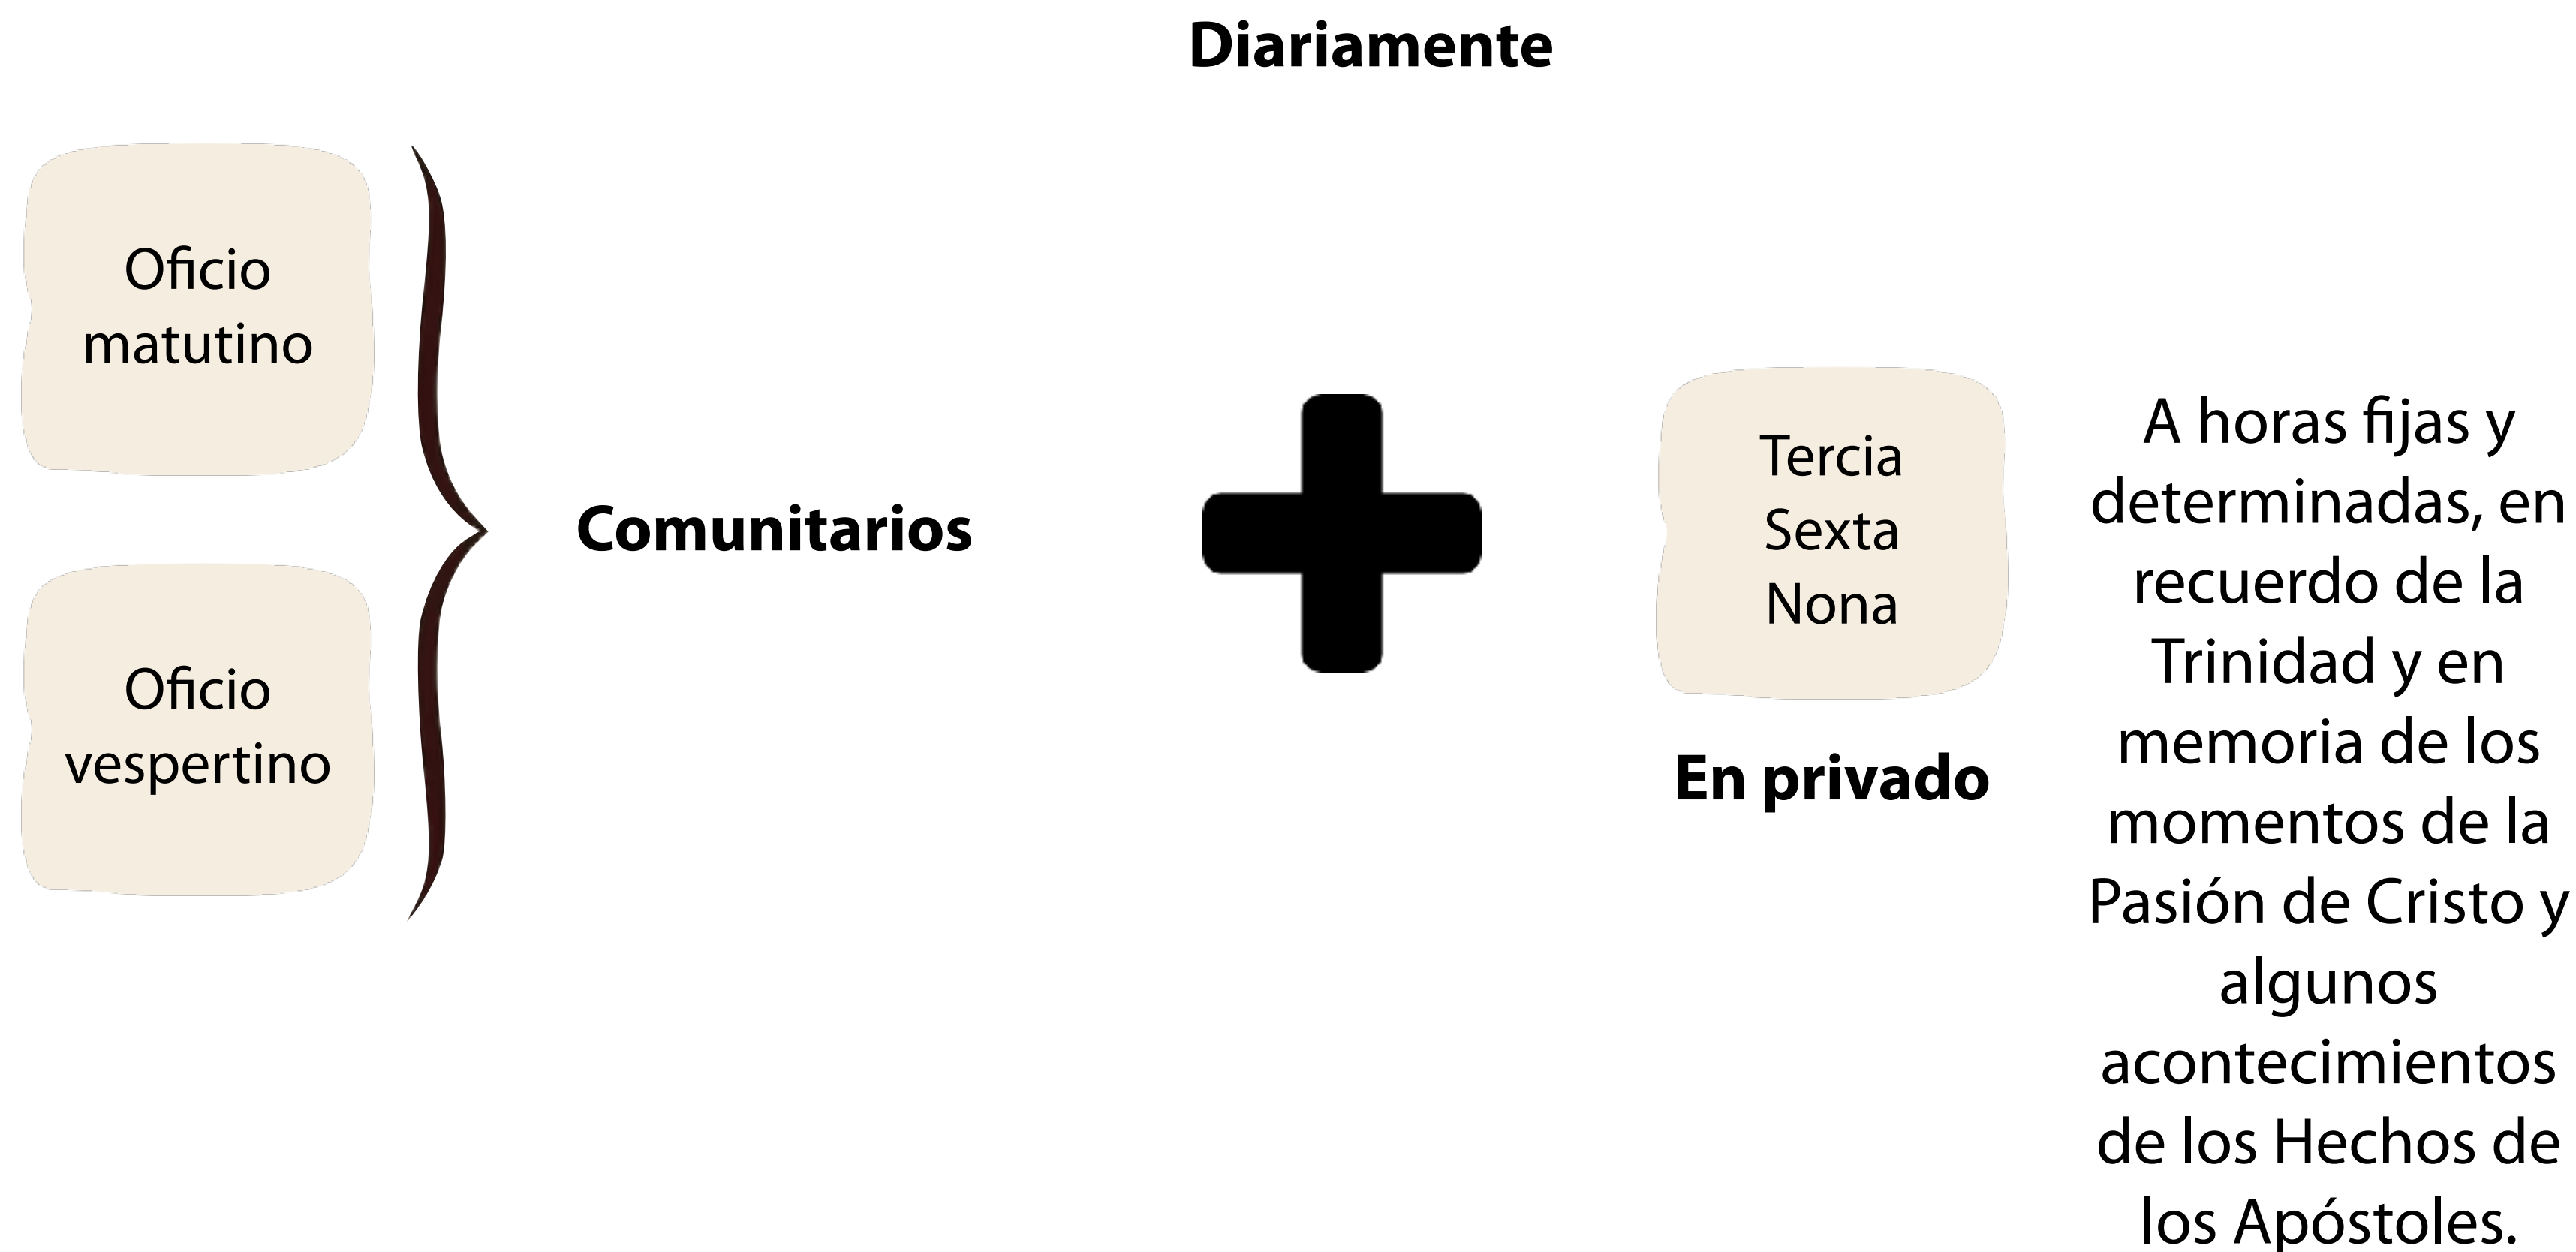 Diariamente
Oficio
matutino
Oficio
vespertino
Comunitarios
Tercia
Sexta
Nona
En privado
A horas fijas y
determinadas, en
recuerdo de la
Trinidad y en
memoria de los
momentos de la
Pasión de Cristo y
algunos
acontecimientos
de los Hechos de
los Apóstoles.